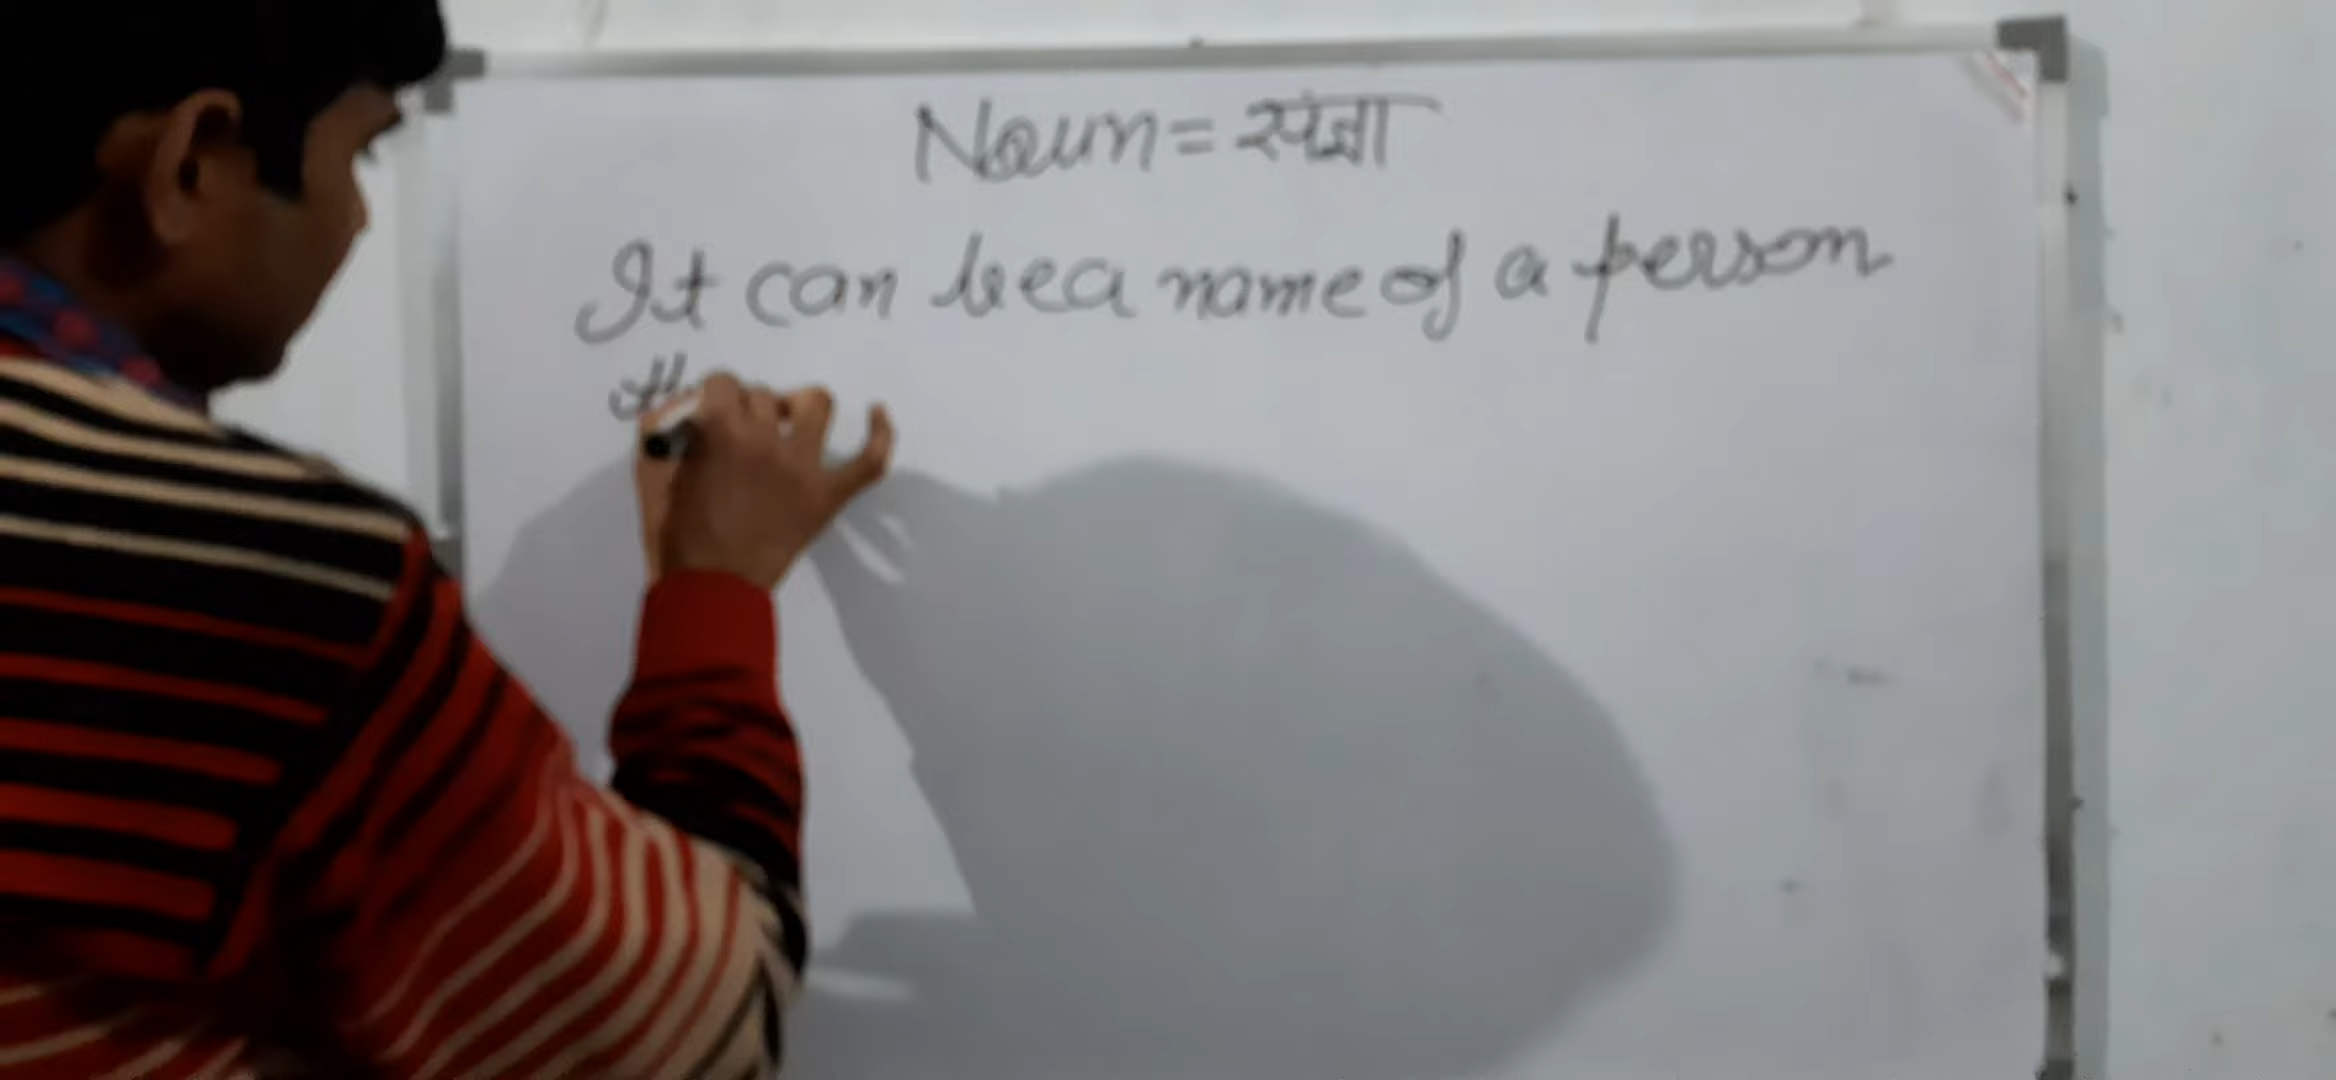 Noun = संज्ञा
It can be a name of a person
th